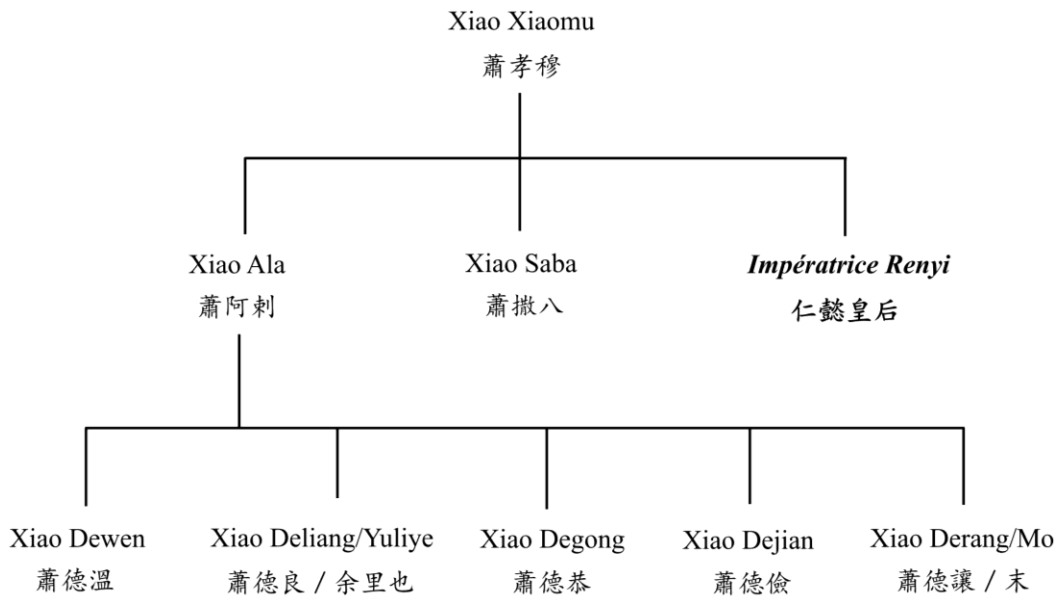 Xiao Xiaomu
蕭孝穆
Xiao Ala
蕭阿剌
Xiao Saba
蕭撒八
Impératrice Renyi
仁懿皇后
Xiao Dewen
蕭德溫
Xiao Deliang/Yuliye
蕭德良 / 余里也
Xiao Degong
蕭德恭
Xiao Dejian
蕭德儉
Xiao Derang/Mo
蕭德讓 / 末